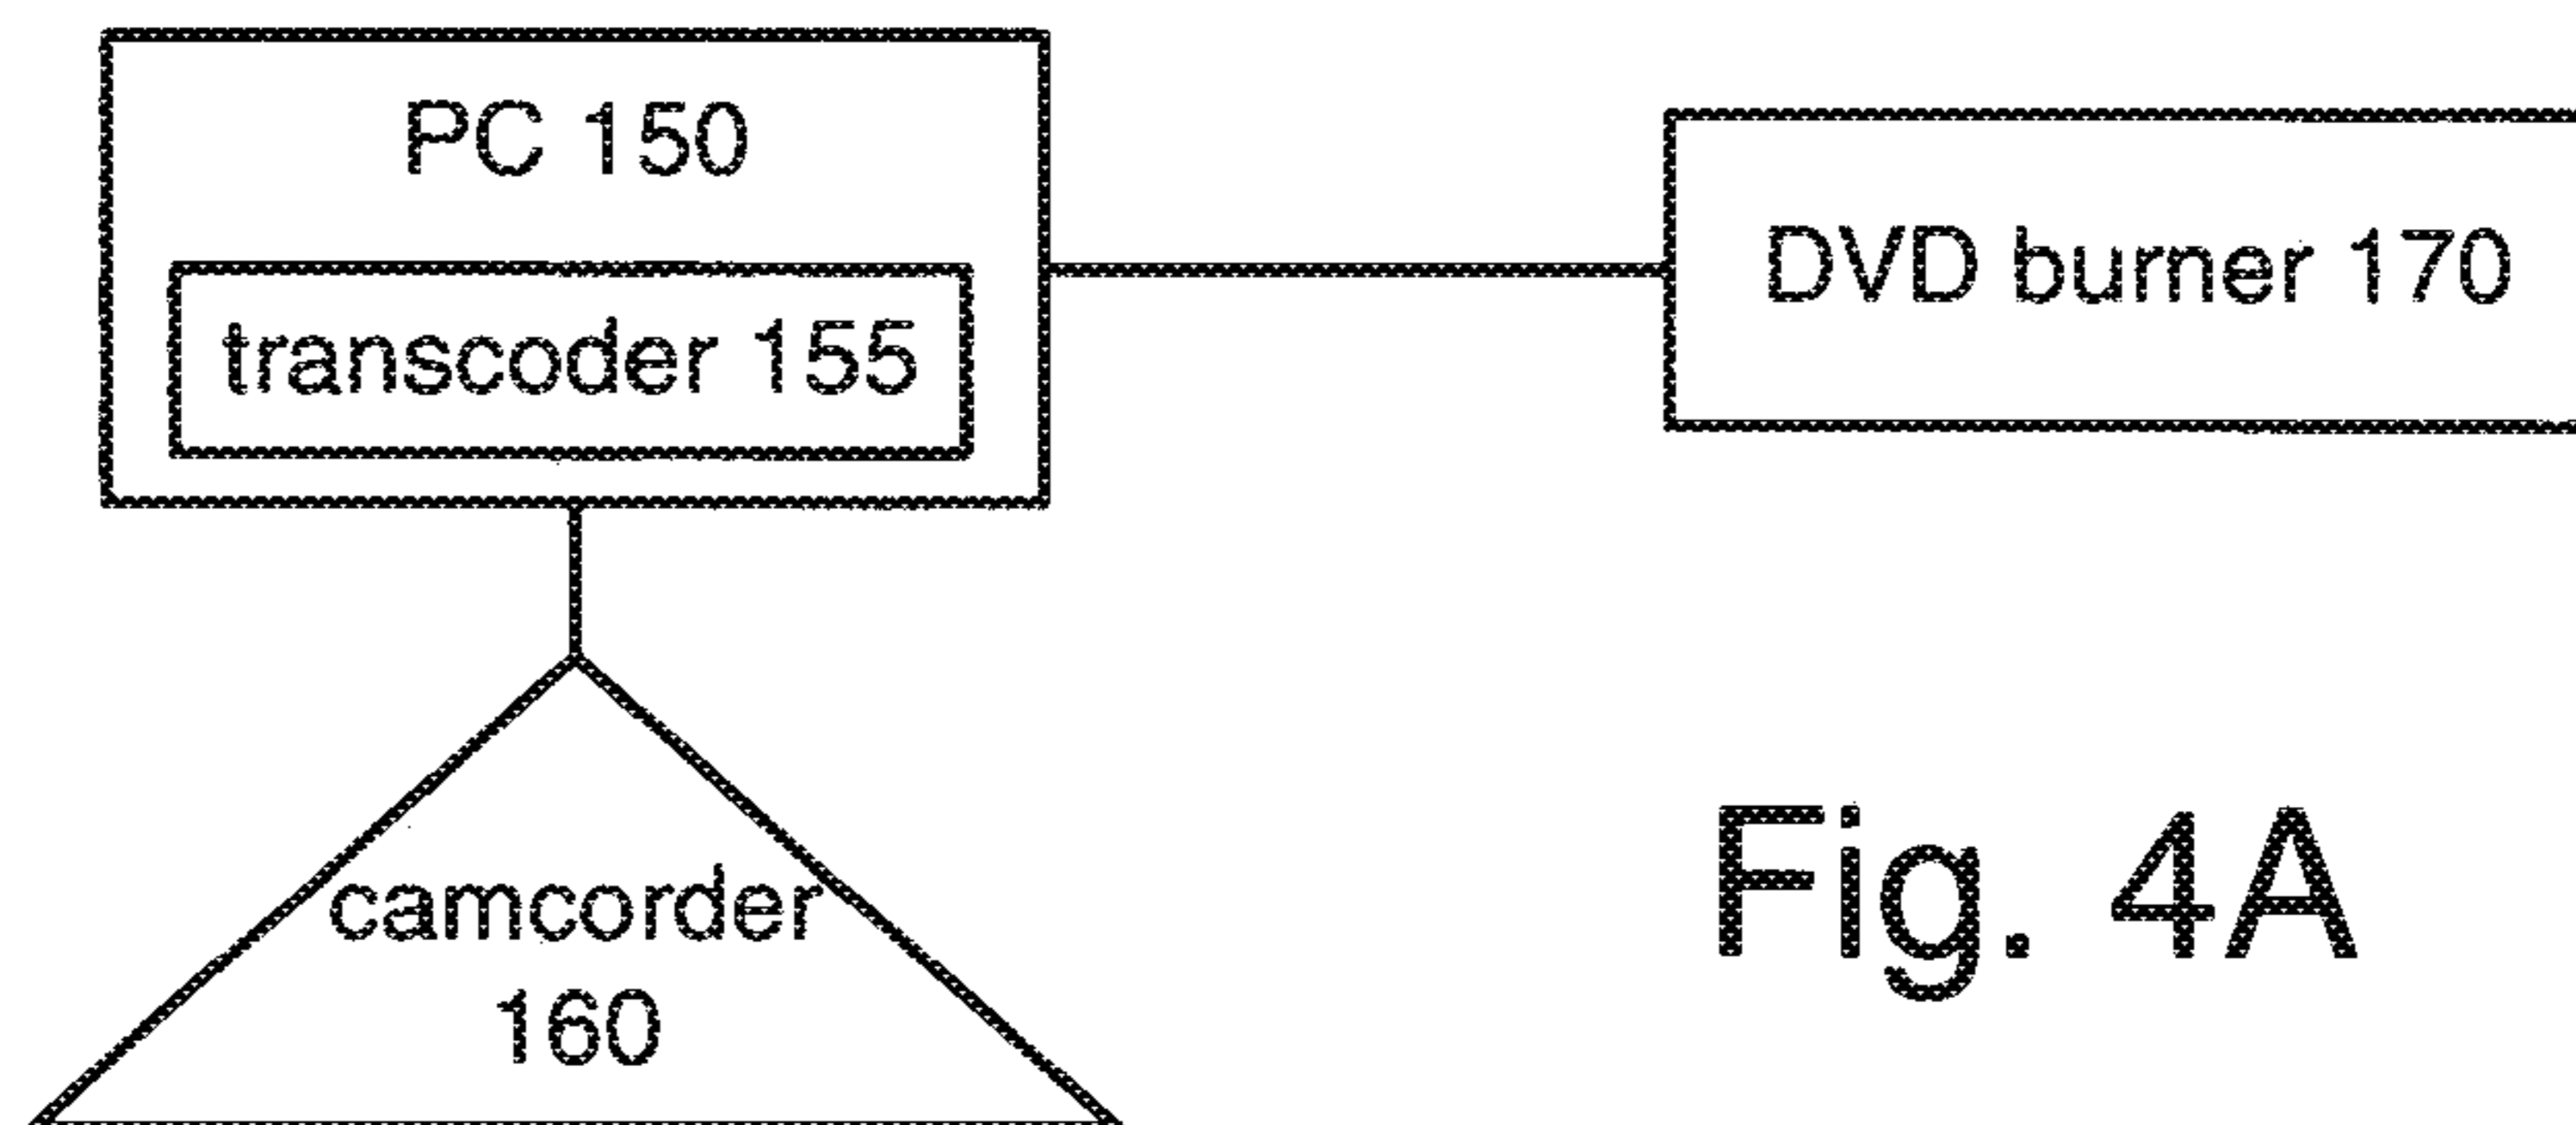 PC 150
transcoder 155
DVD burner 170
camcorder
160
Fig. 4A